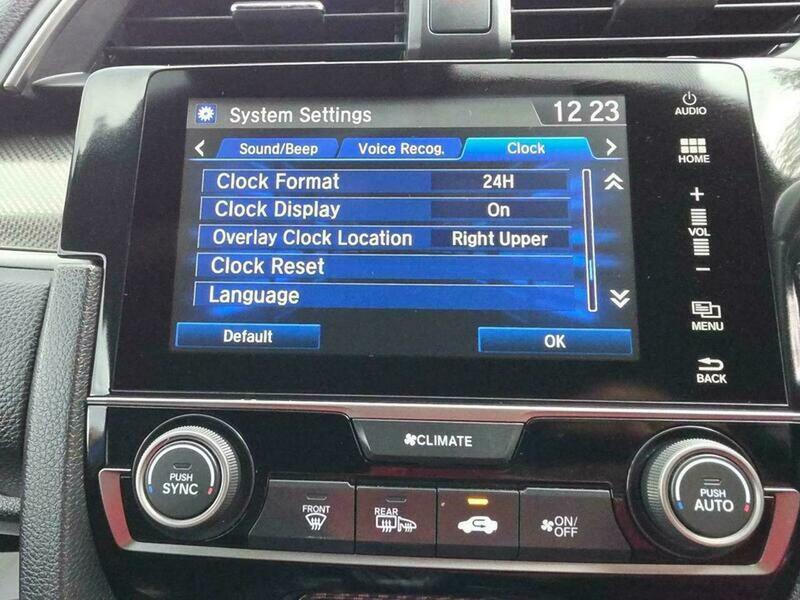 System Settings
12 23
AUDIO
Sound/Beep
Voice Recog.
Clock
HOME
Clock Format
24H
Clock Display
On
Overlay Clock Location
Right Upper
VOL
Clock Reset
Language
MENU
Default
OK
BACK
CLIMATE
PUSH
SYNC
FRONT
REAR
ON/
OFF
PUSH
AUTO